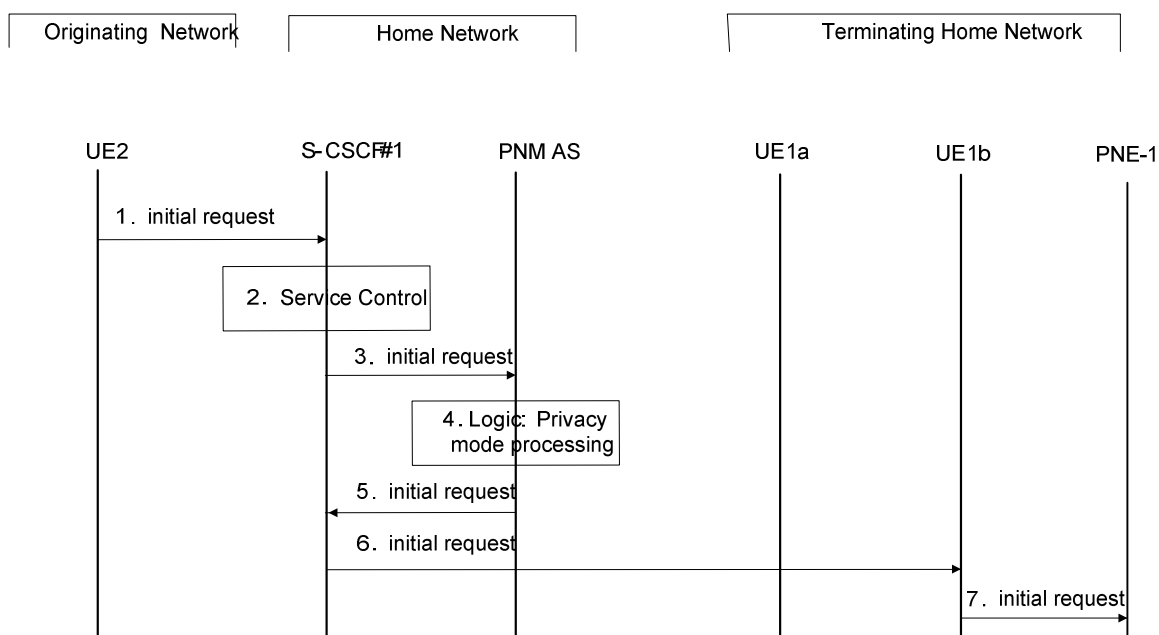 Originating Network
Home Network
Terminating Home Network
UE2
S-CSCF#1
PNM AS
UE1a
UE1b
PNE-1
1. initial request
2. Service Control
3. initial request
4. Logic: Privacy
mode processing
5. initial request
6. initial request
7. initial request